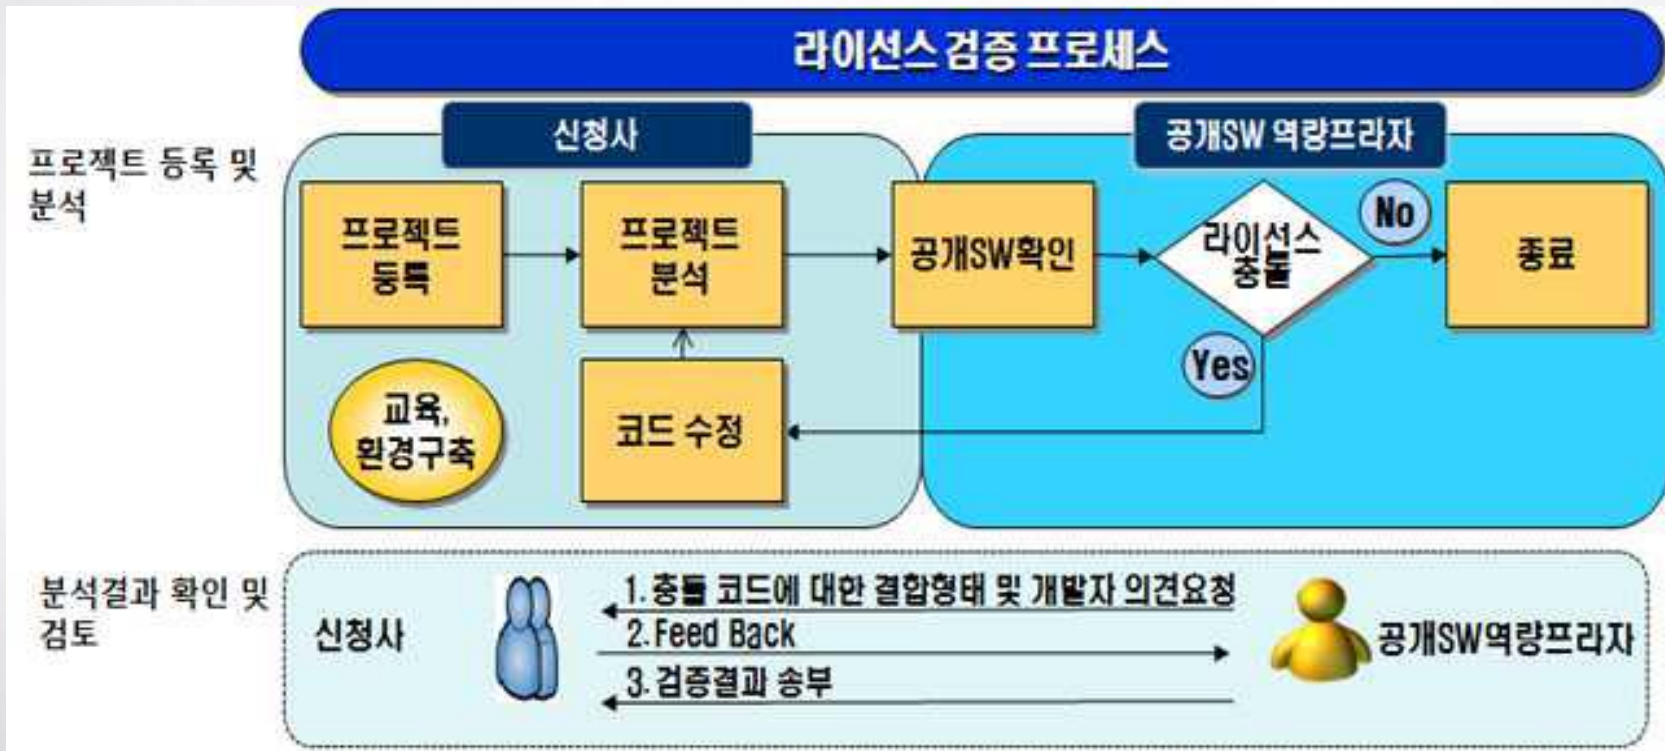 라이선스 검증 프로세스
신청사
공개SW 역량프라자
프로젝트 등록 및
분석
프로젝트
등록
프로젝트
분석
공개SW확인
라이선스
충돌
No
종료
Yes
교육,
환경구축
코드 수정
분석결과 확인 및
검토
신청사
1. 충돌 코드에 대한 결합형태 및 개발자 의견요청
2. Feed Back
3. 검증결과 송부
공개SW역량프라자